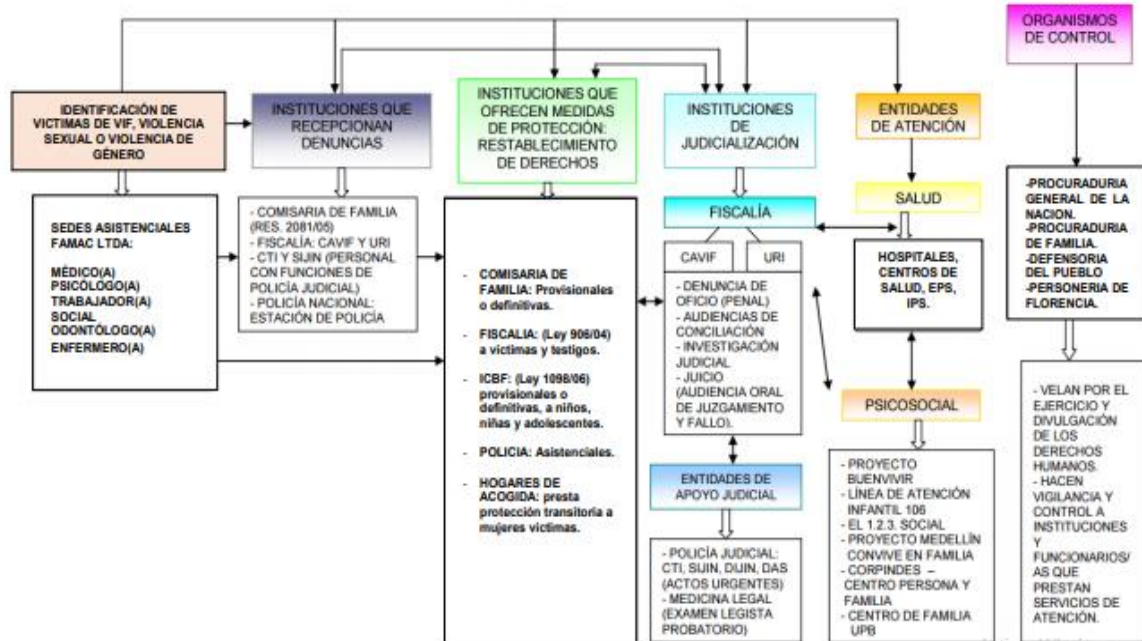 ORGANISMOS
DE CONTROL
IDENTIFICACIÓN DE
VICTIMAS DE VIF, VIOLENCIA
SEXUAL O VIOLENCIA DE
GÉNERO
INSTITUCIONES QUE
RECEPCIONAN
DENUNCIAS
INSTITUCIONES QUE
OFRECEN MEDIDAS
DE PROTECCIÓN:
RESTABLECIMIENTO
DE DERECHOS
INSTITUCIONES
DE
JUDICIALIZACIÓN
ENTIDADES
DE ATENCIÓN
SEDES ASISTENCIALES
FAMAC LTDA:
MÉDICO(A)
PSICÓLOGO(A)
TRABAJADOR(A)
SOCIAL
ODONTÓLOGO(A)
ENFERMERO(A)
- COMISARIA DE FAMILIA
(RES. 2081/05)
- FISCALÍA: CAVIF Y URI
- CTI Y SIJIN (PERSONAL
CON FUNCIONES DE
POLICÍA JUDICIAL)
- POLICÍA NACIONAL:
ESTACIÓN DE POLICÍA
- COMISARIA DE
FAMILIA: Provisionales
o definitivas.
- FISCALIA: (Ley 906/04)
a victimas y testigos.
- ICBF: (Ley 1098/06)
provisionales o
definitivas, a niños,
niñas y adolescentes.
- POLICIA: Asistenciales.
- HOGARES DE
ACOGIDA: presta
protección transitoria a
mujeres víctimas.
FISCALÍA
CAVIF
URI
- DENUNCIA DE
OFICIO (PENAL)
- AUDIENCIAS DE
CONCILIACIÓN
- INVESTIGACIÓN
JUDICIAL
- JUICIO
(AUDIENCIA ORAL
DE JUZGAMIENTO
Y FALLO).
ENTIDADES DE
APOYO JUDICIAL
- POLICÍA JUDICIAL:
CTI, SIJIN, DIJIN, DAS
(ACTOS URGENTES)
- MEDICINA LEGAL
(EXAMEN LEGISTA
PROBATORIO)
SALUD
HOSPITALES,
CENTROS DE
SALUD, EPS,
IPS.
PSICOSOCIAL
- PROYECTO
BUENVIVIR
- LÍNEA DE ATENCIÓN
INFANTIL 106
- EL 1.2.3. SOCIAL
- PROYECTO MEDELLÍN
CONVIVE EN FAMILIA
- CORPINDES –
CENTRO PERSONA Y
FAMILIA
- CENTRO DE FAMILIA
UPB
-PROCURADURIA
GENERAL DE LA
NACION.
-PROCURADURIA
DE FAMILIA.
-DEFENSORIA
DEL PUEBLO
-PERSONERIA DE
FLORENCIA.
- VELAN POR EL
EJERCICIO Y
DIVULGACIÓN
DE LOS
DERECHOS
HUMANOS.
- HACEN
VIGILANCIA Y
CONTROL A
INSTITUCIONES
Y
FUNCIONARIOS/
AS QUE
PRESTAN
SERVICIOS DE
ATENCIÓN.